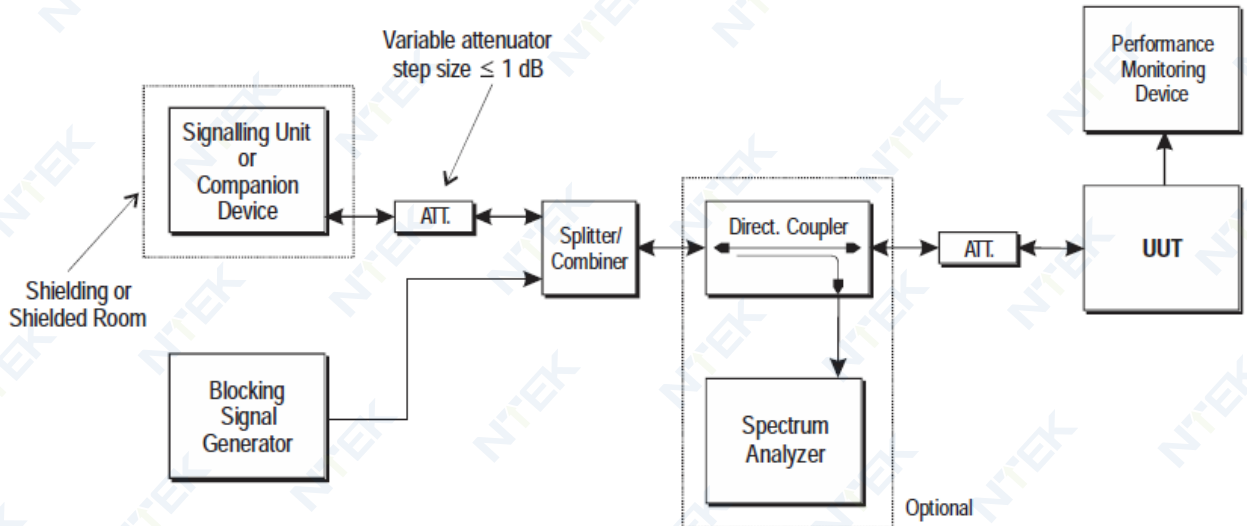 Variable attenuator
step size ≤ 1 dB
Performance
Monitoring
Device
Signalling Unit
or
Companion
Device
ATT.
Splitter/
Combiner
Direct. Coupler
ATT.
UUT
Shielding or
Shielded Room
Blocking
Signal
Generator
Spectrum
Analyzer
Optional
NTEK